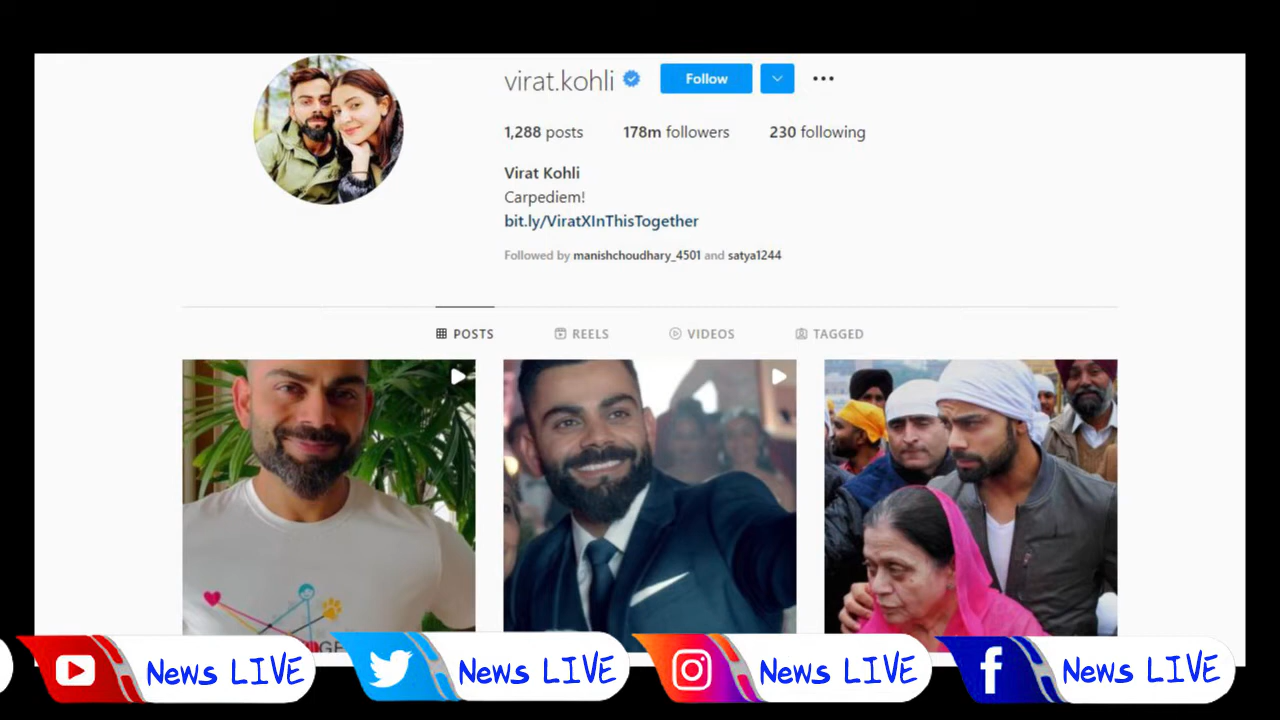 virat.kohli Follow
1,288 posts 178m followers 230 following
Virat Kohli
Carpediem!
bit.ly/ViratXInThisTogether
Followed by manishchoudhary_4501 and satya1244
POSTS REELS VIDEOS TAGGED
News LIVE News LIVE News LIVE News LIVE